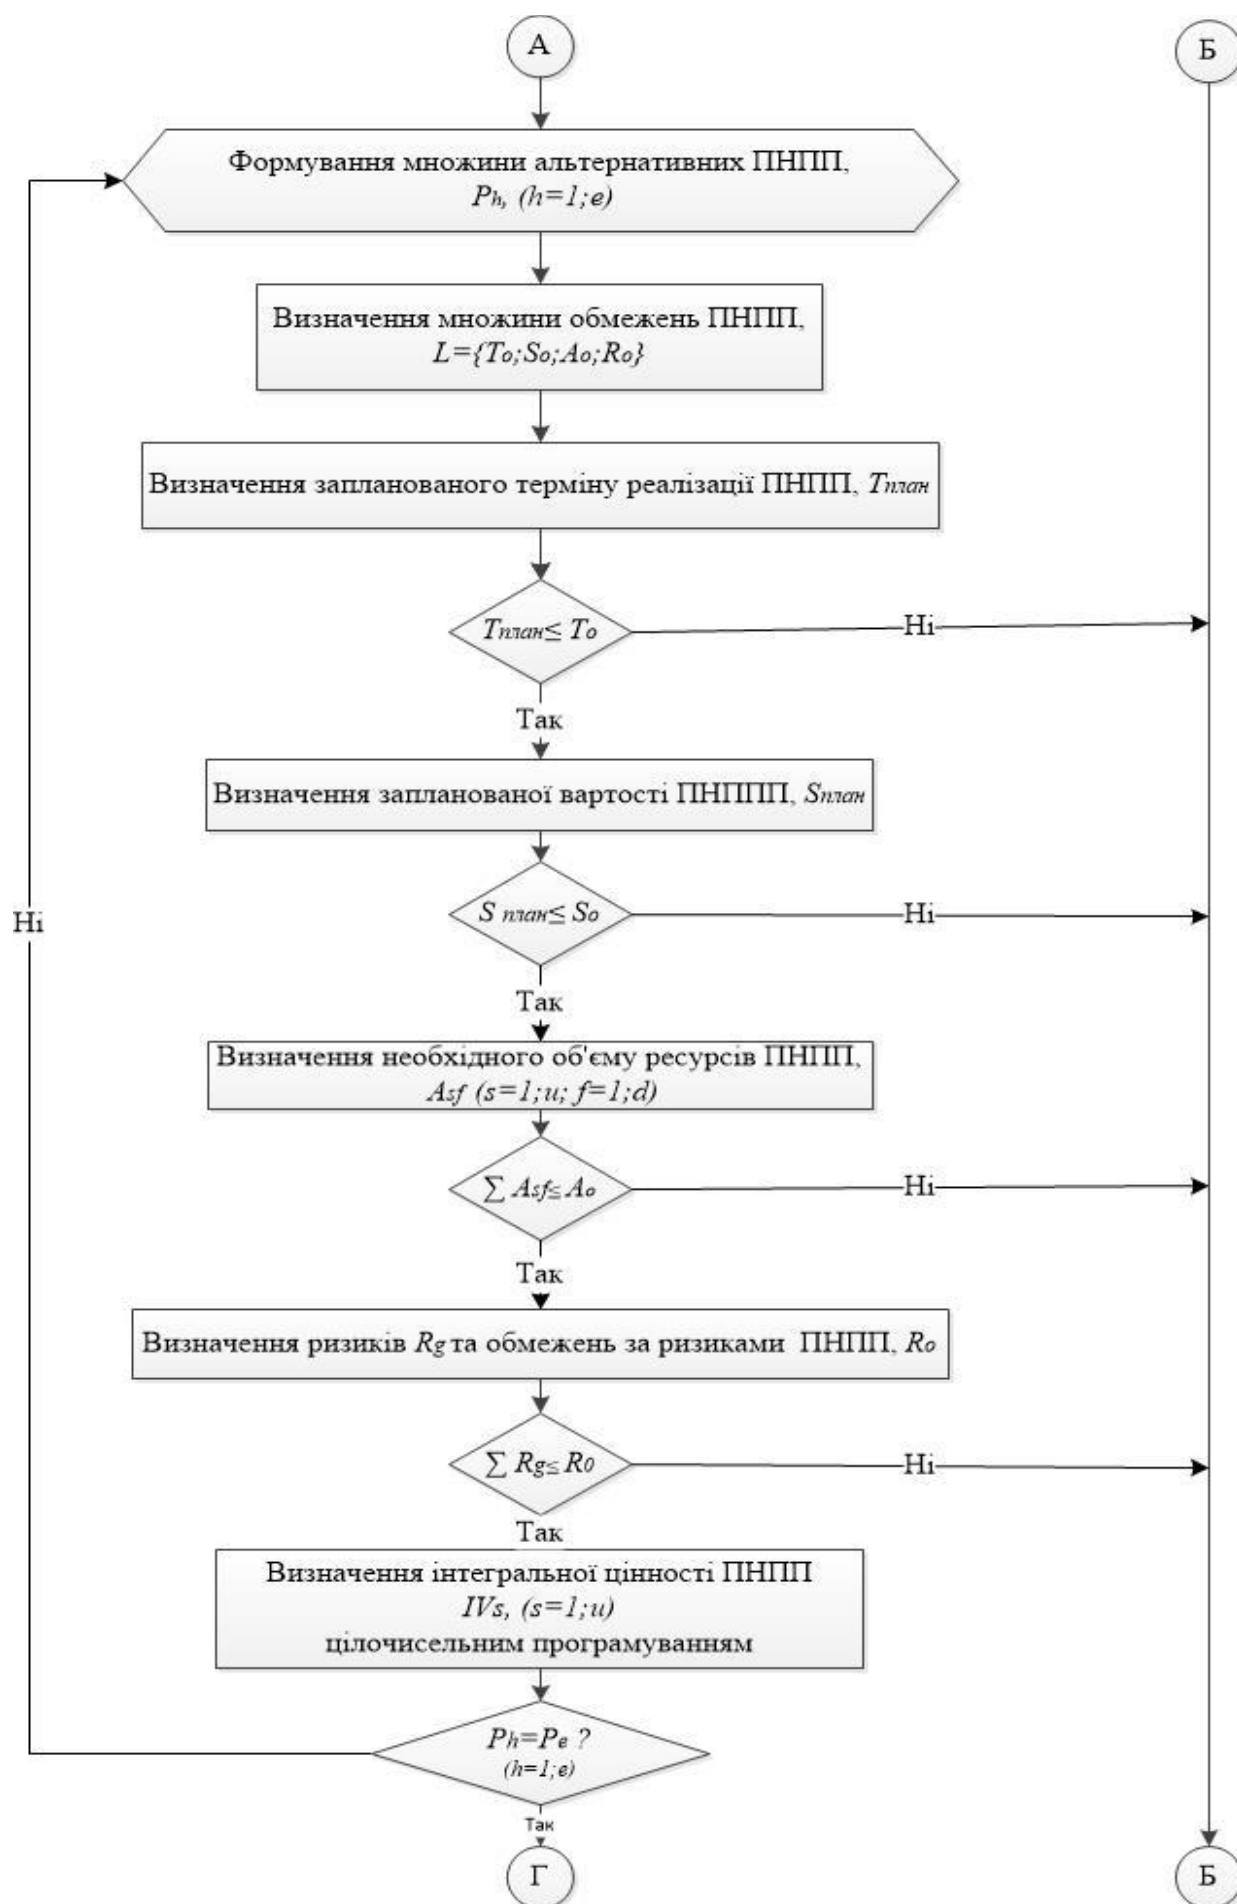 А
Б
Формування множини альтернативних ПНПП,
Ph, (h=1;e)
Визначення множини обмежень ПНПП,
L={To;So;Ao;Ro}
Визначення запланованого терміну реалізації ПНПП, Tплан
Tплан≤ To
Ні
Так
Визначення запланованої вартості ПНППП, Sплан
S план≤ So
Ні
Ні
Так
Визначення необхідного об'єму ресурсів ПНПП,
Asf (s=1;u; f=1;d)
∑ Asf≤ Ao
Ні
Так
Визначення ризиків Rg та обмежень за ризиками ПНПП, Ro
∑ Rg≤ R0
Ні
Так
Визначення інтегральної цінності ПНПП
IVs, (s=1;u)
цілочисельним програмуванням
Ph=Pe ?
(h=1;e)
Так
Г
Б